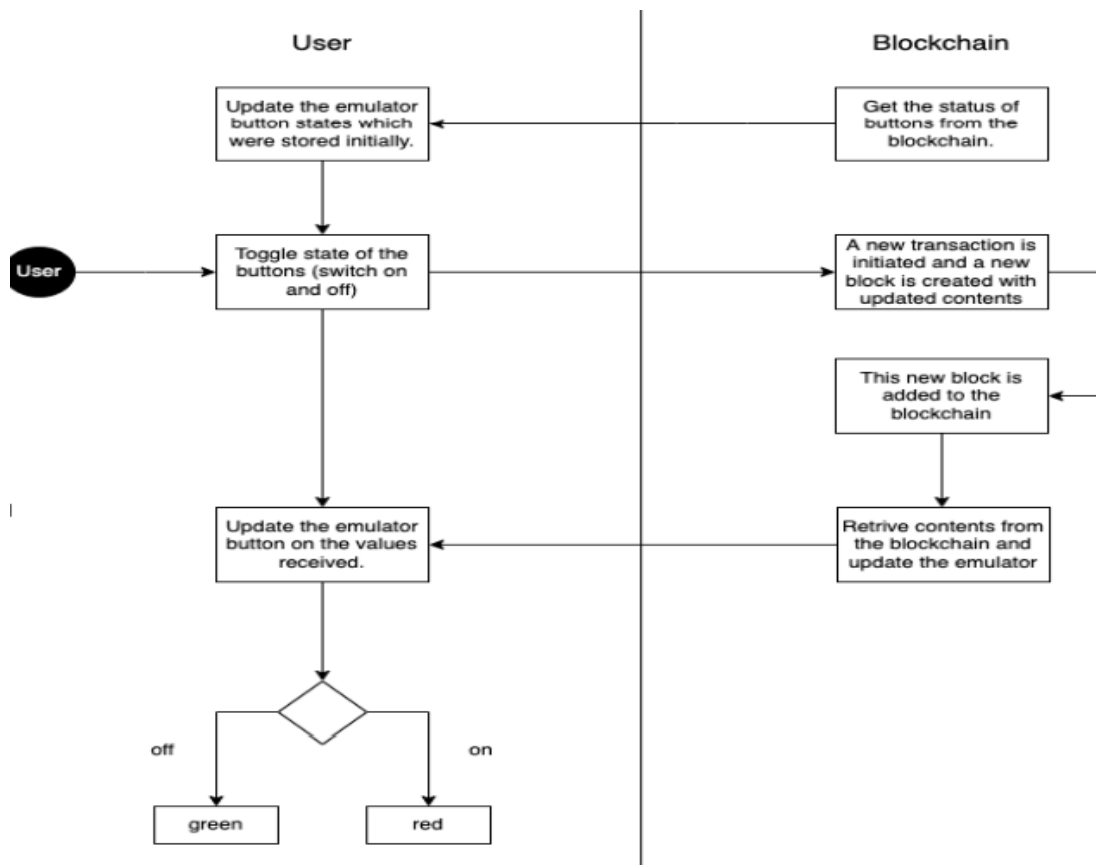 User
Blockchain
Update the emulator
button states which
were stored initially.
Get the status of
buttons from the
blockchain.
User
Toggle state of the
buttons (switch on
and off)
A new transaction is
initiated and a new
block is created with
updated contents
This new block is
added to the
blockchain
Update the emulator
button on the values
received.
Retrive contents from
the blockchain and
update the emulator
off
on
green
red